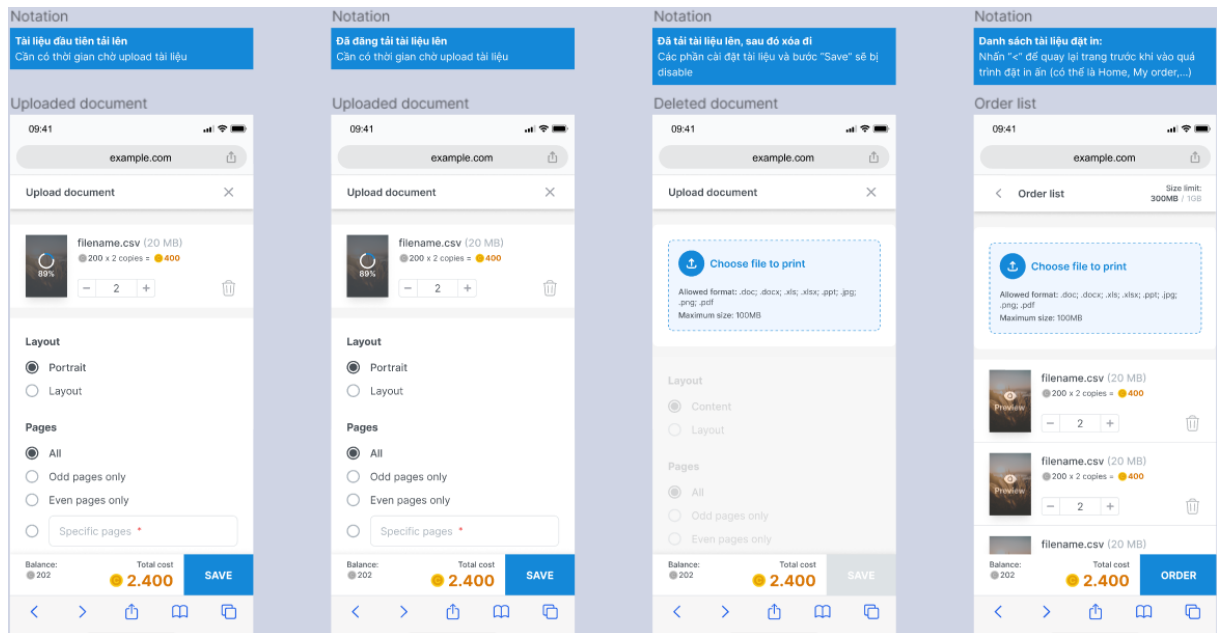 Notation
Tài liệu đầu tiên tải lên
Cần có thời gian chờ upload tài liệu
Uploaded document
09:41
example.com
Upload document
filename.csv (20 MB)
200 x 2 copies = 400
89%
2
Layout
Portrait
Layout
Pages
All
Odd pages only
Even pages only
Specific pages *
Balance:
202
Total cost
2.400
SAVE
Notation
Đã đăng tải tài liệu lên
Cần có thời gian chờ upload tài liệu
Uploaded document
09:41
example.com
Upload document
filename.csv (20 MB)
200 x 2 copies = 400
89%
2
Layout
Portrait
Layout
Pages
All
Odd pages only
Even pages only
Specific pages *
Balance:
202
Total cost
2.400
SAVE
Notation
Đã tải tài liệu lên, sau đó xóa đi
Các phần cài đặt tài liệu và bước "Save" sẽ bị
disable
Deleted document
09:41
example.com
Upload document
Choose file to print
Allowed format: .doc; .docx; .xls; .xlsx; .ppt; .jpg;
.png; .pdf
Maximum size: 100MB
Layout
Content
Layout
Pages
All
Odd pages only
Even pages only
Balance:
202
Total cost
2.400
SAVE
Notation
Danh sách tài liệu đặt in:
Nhấn "<" để quay lại trang trước khi vào quá
trình đặt in ấn (có thể là Home, My order,...)
Order list
09:41
example.com
Order list
Size limit:
300MB / 1GB
Choose file to print
Allowed format: .doc; .docx; .xls; .xlsx; .ppt; .jpg;
.png; .pdf
Maximum size: 100MB
filename.csv (20 MB)
200 x 2 copies = 400
Preview
2
filename.csv (20 MB)
200 x 2 copies = 400
Preview
2
filename.csv (20 MB)
Balance:
202
Total cost
2.400
ORDER